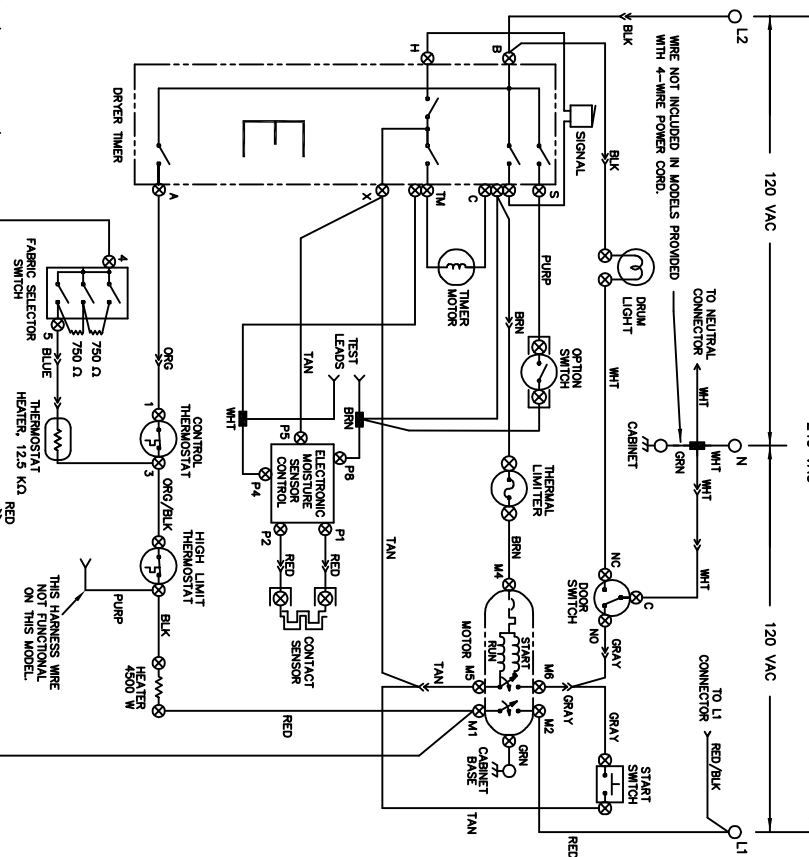 L2
BLK
H
B
WIRE NOT INCLUDED IN MODELS PROVIDED
WITH 4-WIRE POWER CORD.
120 VAC
DRYER TIMER
SIGNAL
BLK
A
X
TM
C
S
4
FABRIC SELECTOR
SWITCH
5
BLUE
750 Ω
750 Ω
TIMER
MOTOR
PURP
DRUM
LIGHT
TO NEUTRAL
CONNECTOR
WHT
ORG
TAN
TEST
LEADS
BRN
OPTION
SWITCH
WHT
CABINET
GRN
WHT
N
WHT
THERMOSTAT
HEATER, 12.5 KΩ
1
CONTROL
THERMOSTAT
3
WHT
BRN
P5
P8
P4
ELECTRONIC
MOISTURE
SENSOR
CONTROL
P2
P1
THERMAL
LIMITER
RED
ORG/BLK
HIGH LIMIT
THERMOSTAT
RED
RED
TAN
BRN
M4
NC
DOOR
SWITCH
C
NO
WHT
THIS HARNESS WIRE
NOT FUNCTIONAL
ON THIS MODEL.
PURP
BLK
CONTACT
SENSOR
START
RUN
MOTOR
M5
M6
TAN
GRAY
GRAY
120 VAC
HEATER
4500 W
RED
M1
M2
GRN
CABINET
BASE
GRAY
START
SWITCH
TO L1
CONNECTOR
RED/BLK
L1
TAN
RED